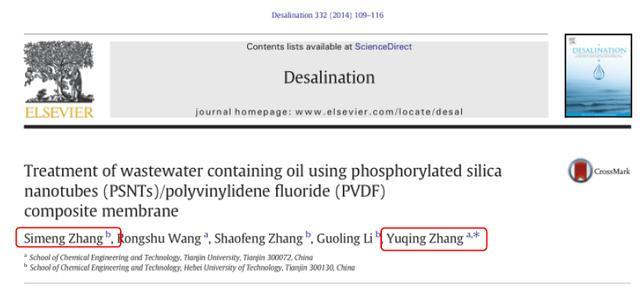 Desalination 332 (2014) 109–116
Contents lists available at ScienceDirect
Desalination
journal homepage: www.elsevier.com/locate/desal
ELSEVIER
DESALINATION
CrossMark
Treatment of wastewater containing oil using phosphorylated silica
nanotubes (PSNTs)/polyvinylidene fluoride (PVDF)
composite membrane
Simeng Zhang b, Rongshu Wang a, Shaofeng Zhang b, Guoling Li b, Yuqing Zhang a,*
a School of Chemical Engineering and Technology, Tianjin University, Tianjin 300072, China
b School of Chemical Engineering and Technology, Hebei University of Technology, Tianjin 300130, China